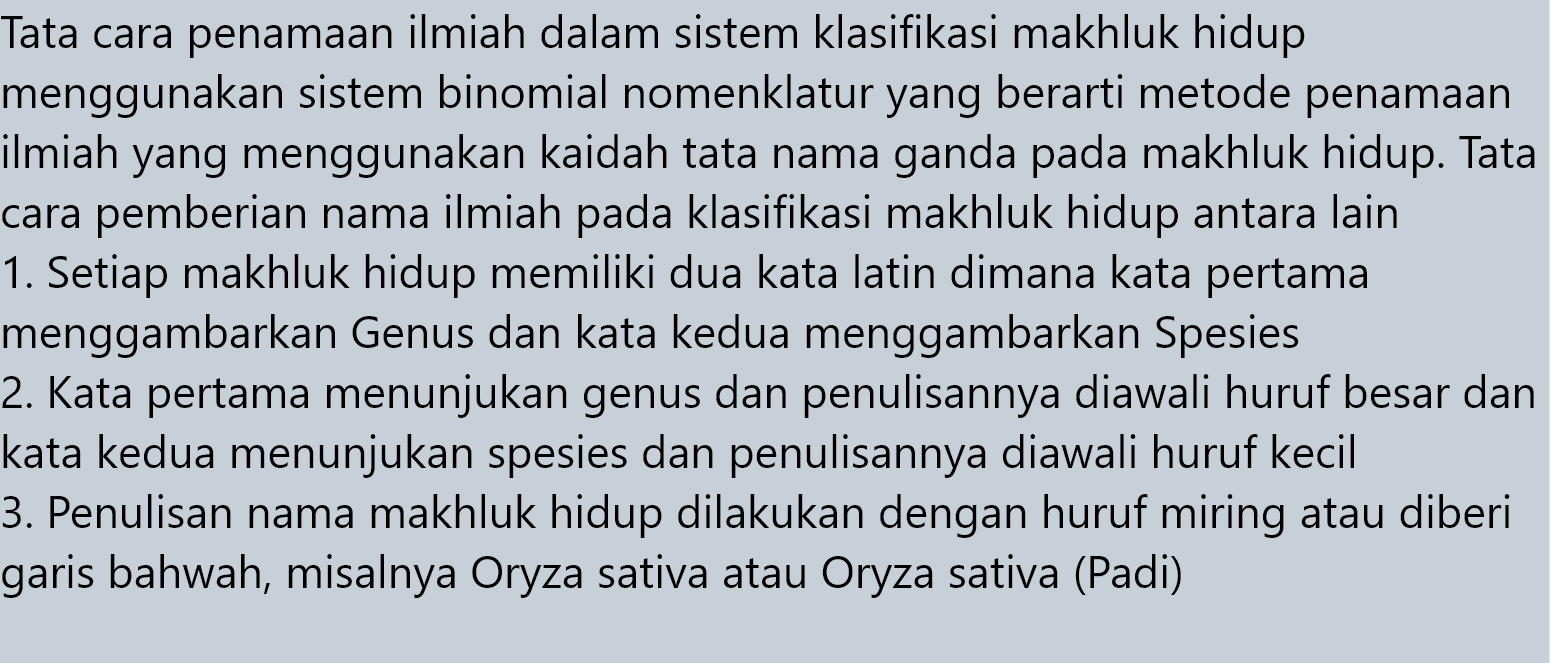 Tata cara penamaan ilmiah dalam sistem klasifikasi makhluk hidup
menggunakan sistem binomial nomenklatur yang berarti metode penamaan
ilmiah yang menggunakan kaidah tata nama ganda pada makhluk hidup. Tata
cara pemberian nama ilmiah pada klasifikasi makhluk hidup antara lain
1. Setiap makhluk hidup memiliki dua kata latin dimana kata pertama
menggambarkan Genus dan kata kedua menggambarkan Spesies
2. Kata pertama menunjukan genus dan penulisannya diawali huruf besar dan
kata kedua menunjukan spesies dan penulisannya diawali huruf kecil
3. Penulisan nama makhluk hidup dilakukan dengan huruf miring atau diberi
garis bahwah, misalnya Oryza sativa atau Oryza sativa (Padi)